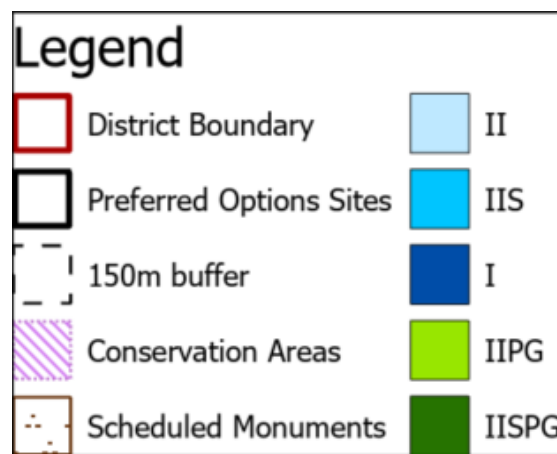 Legend
District Boundary
Preferred Options Sites
150m buffer
Conservation Areas
Scheduled Monuments
II
IIS
I
IIPG
IISPG